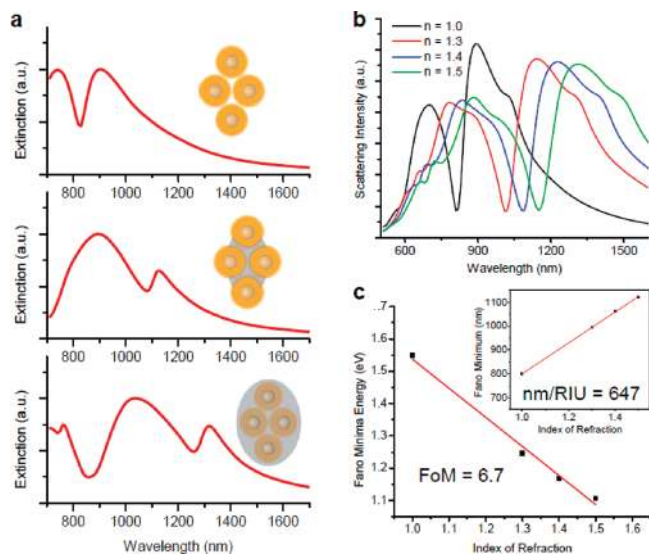 a
Extinction (a.u.)
800 1000 1200 1400 1600
Extinction (a.u.)
800 1000 1200 1400 1600
Extinction (a.u.)
800 1000 1200 1400 1600
Wavelength (nm)
b
n = 1.0
n = 1.3
n = 1.4
n = 1.5
Scattering Intensity (a.u.)
600 900 1200 1500
Wavelength (nm)
c
.7
1.6
1.5
1.4
1.3
1.2
1.1
Fano Minima Energy (eV)
FoM = 6.7
1.0 1.1 1.2 1.3 1.4 1.5 1.6
Index of Refraction
1100
1000
900
800
700
Fano Minimum (nm)
nm/RIU = 647
1.0 1.2 1.4
Index of Refraction